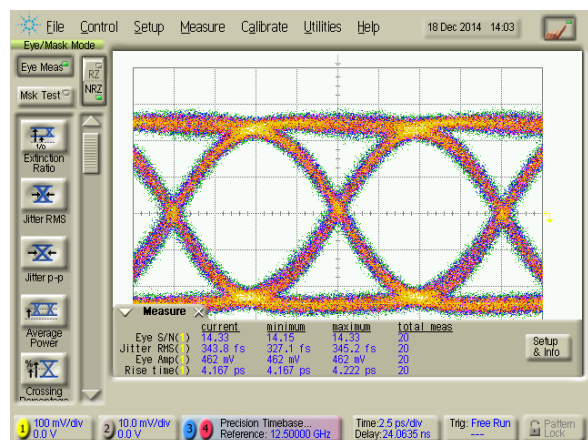 File Control Setup Measure Calibrate Utilities Help 18 Dec 2014 14:03
Eye/Mask Mode
Eye Meas
RZ
NRZ
Msk Test
Extinction
Ratio
Jitter RMS
Jitter p-p
Average
Power
Crossing
Measure
current minimum maximum total meas
Eye S/N(1) 14.33 14.15 14.33 20
Jitter RMS(1) 343.8 fs 327.1 fs 345.2 fs 20
Eye Amp(1) 462 mV 462 mV 462 mV 20
Rise time(1) 4.167 ps 4.167 ps 4.222 ps 20
Setup
& Info
1 100 mV/div
0.0 V
2 10.0 mV/div
0.0 V
3 4 Precision Timebase...
Reference: 12.50000 GHz
Time:2.5 ps/div
Delay:24.0635 ns
Trig: Free Run
---
Pattern
Lock